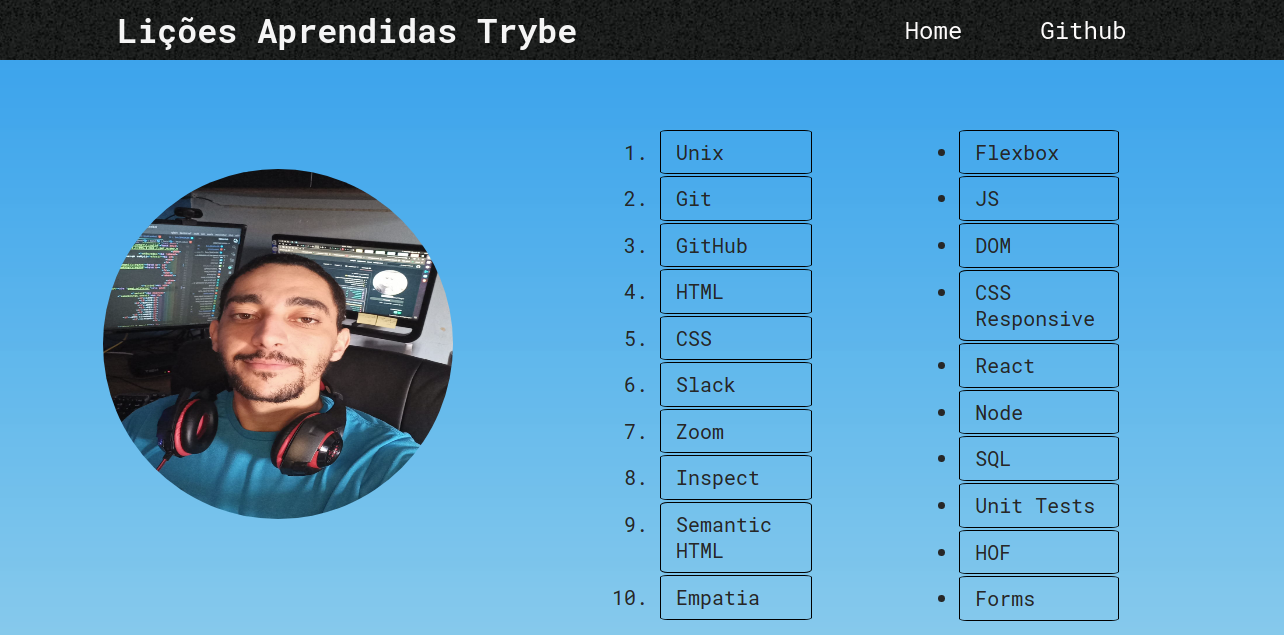 Lições Aprendidas Trybe
Home
Github
1. Unix
2. Git
3. GitHub
4. HTML
5. CSS
6. Slack
7. Zoom
8. Inspect
9. Semantic
HTML
10. Empatia
• Flexbox
• JS
• DOM
• CSS
Responsive
• React
• Node
• SQL
• Unit Tests
• HOF
• Forms